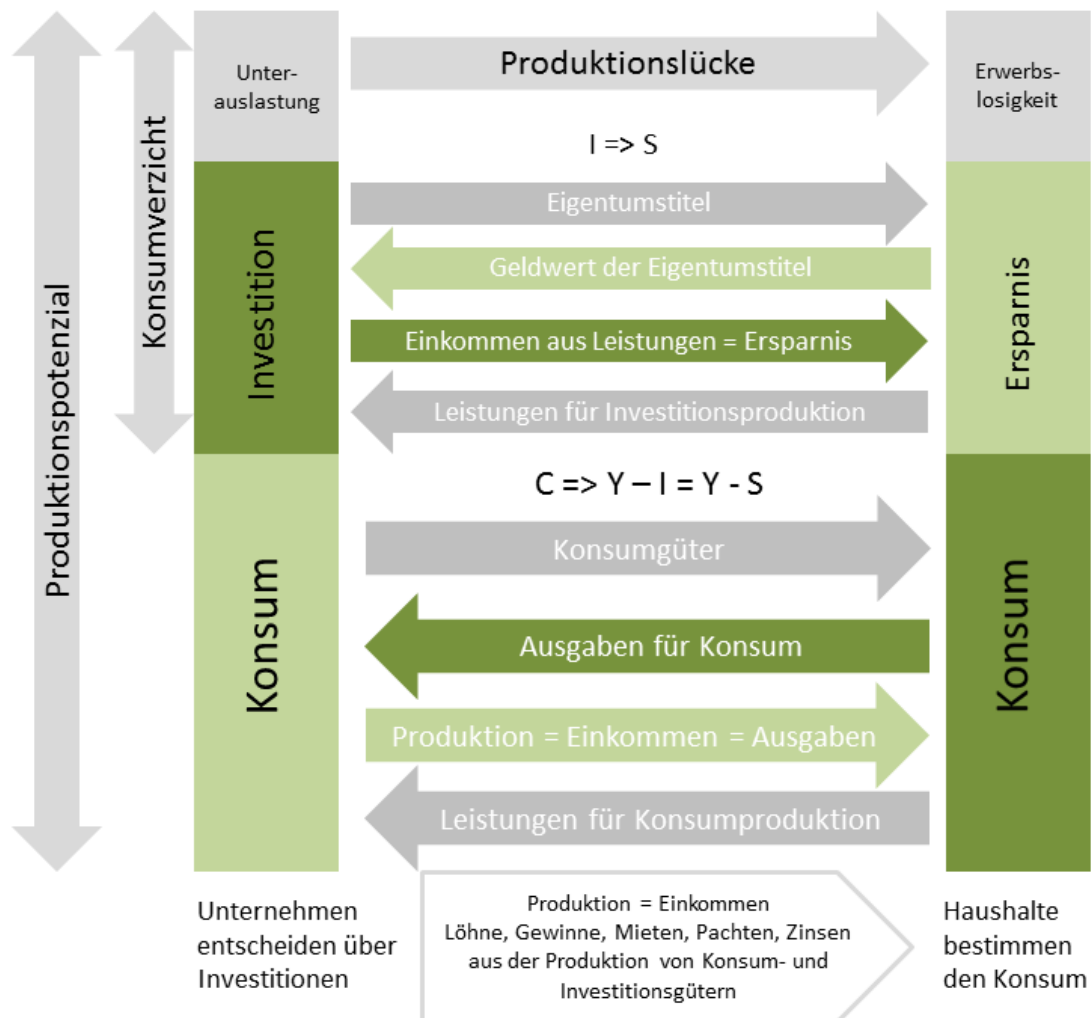 Produktionspotenzial
Konsumverzicht
Unter-
auslastung
Produktionslücke
Erwerbs-
losigkeit
I => S
Investition
Eigentumstitel
Geldwert der Eigentumstitel
Einkommen aus Leistungen = Ersparnis
Leistungen für Investitionsproduktion
Ersparnis
C => Y – I = Y - S
Konsum
Konsumgüter
Ausgaben für Konsum
Produktion = Einkommen = Ausgaben
Leistungen für Konsumproduktion
Konsum
Unternehmen
entscheiden über
Investitionen
Produktion = Einkommen
Löhne, Gewinne, Mieten, Pachten, Zinsen
aus der Produktion von Konsum- und
Investitionsgütern
Haushalte
bestimmen
den Konsum